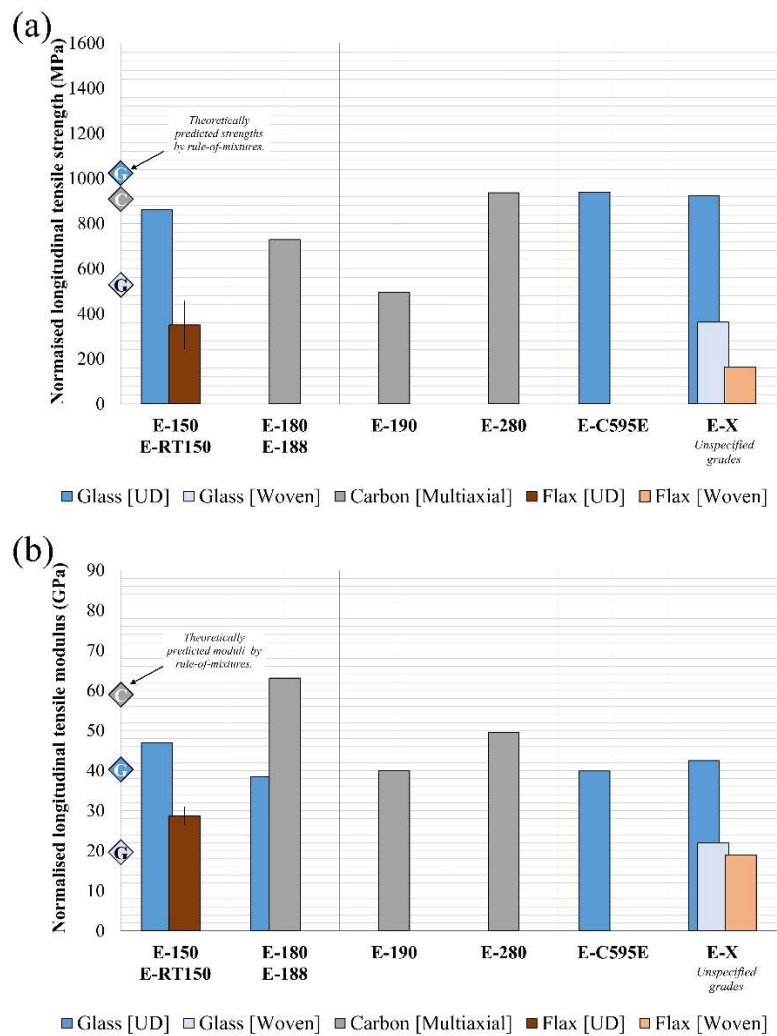 (a)
Normaised longitudinal tensile strength (MPa)
1600
1400
1200
1000
800
600
400
200
0
Theoretically
predicted strengths
by rule-of-mixtures.
G
C
G
E-150
E-RT150
E-180
E-188
E-190
E-280
E-C595E
E-X
Unspecified
grades
Glass [UD]
Glass [Woven]
Carbon [Multiaxial]
Flax [UD]
Flax [Woven]
(b)
Normalised longitudinal tensile modulus (GPa)
90
80
70
60
50
40
30
20
10
0
Theoretically
predicted moduli by
rule-of-mixtures.
C
G
G
E-150
E-RT150
E-180
E-188
E-190
E-280
E-C595E
E-X
Unspecified
grades
Glass [UD]
Glass [Woven]
Carbon [Multiaxial]
Flax [UD]
Flax [Woven]